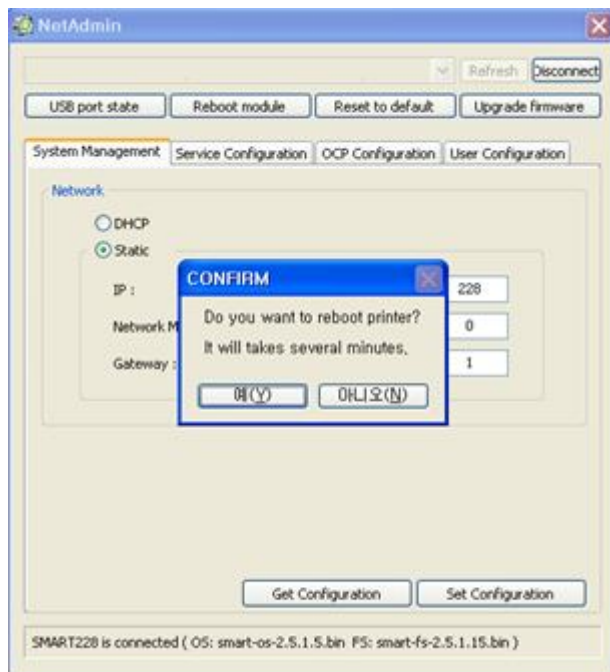 NetAdmin
Refresh Disconnect
USB port state Reboot module Reset to default Upgrade firmware
System Management Service Configuration OCP Configuration User Configuration
Network
DHCP
Static
CONFIRM
IP : 228
Do you want to reboot printer?
Network M 0
It will takes several minutes.
Gateway : 1
예(Y) 아니오(N)
Get Configuration Set Configuration
SMART228 is connected ( OS: smart-os-2.5.1.5.bin FS: smart-fs-2.5.1.15.bin )